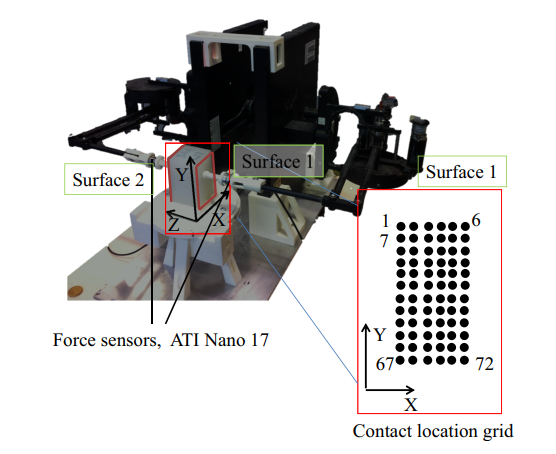 Surface 1
Surface 2
Y
Z
X
Surface 1
1
6
7
Y
67
72
X
Force sensors, ATI Nano 17
Contact location grid